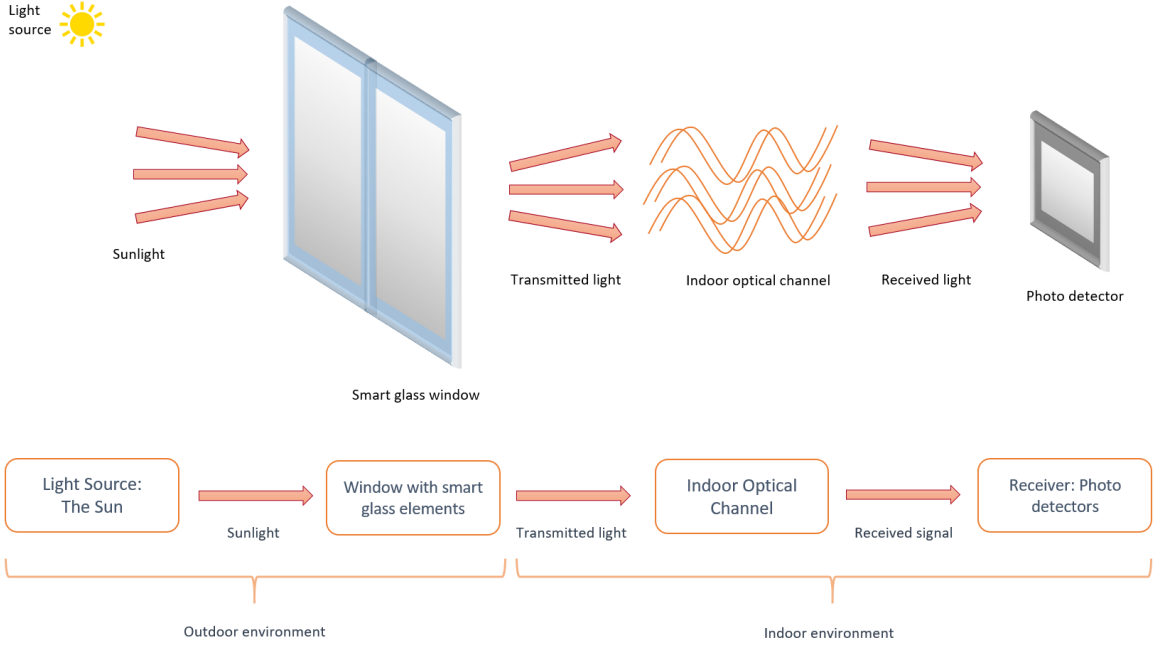 Light
source
Sunlight
Smart glass window
Transmitted light
Indoor optical channel
Received light
Photo detector
Light Source:
The Sun
Sunlight
Window with smart
glass elements
Transmitted light
Indoor Optical
Channel
Received signal
Receiver: Photo
detectors
Outdoor environment
Indoor environment